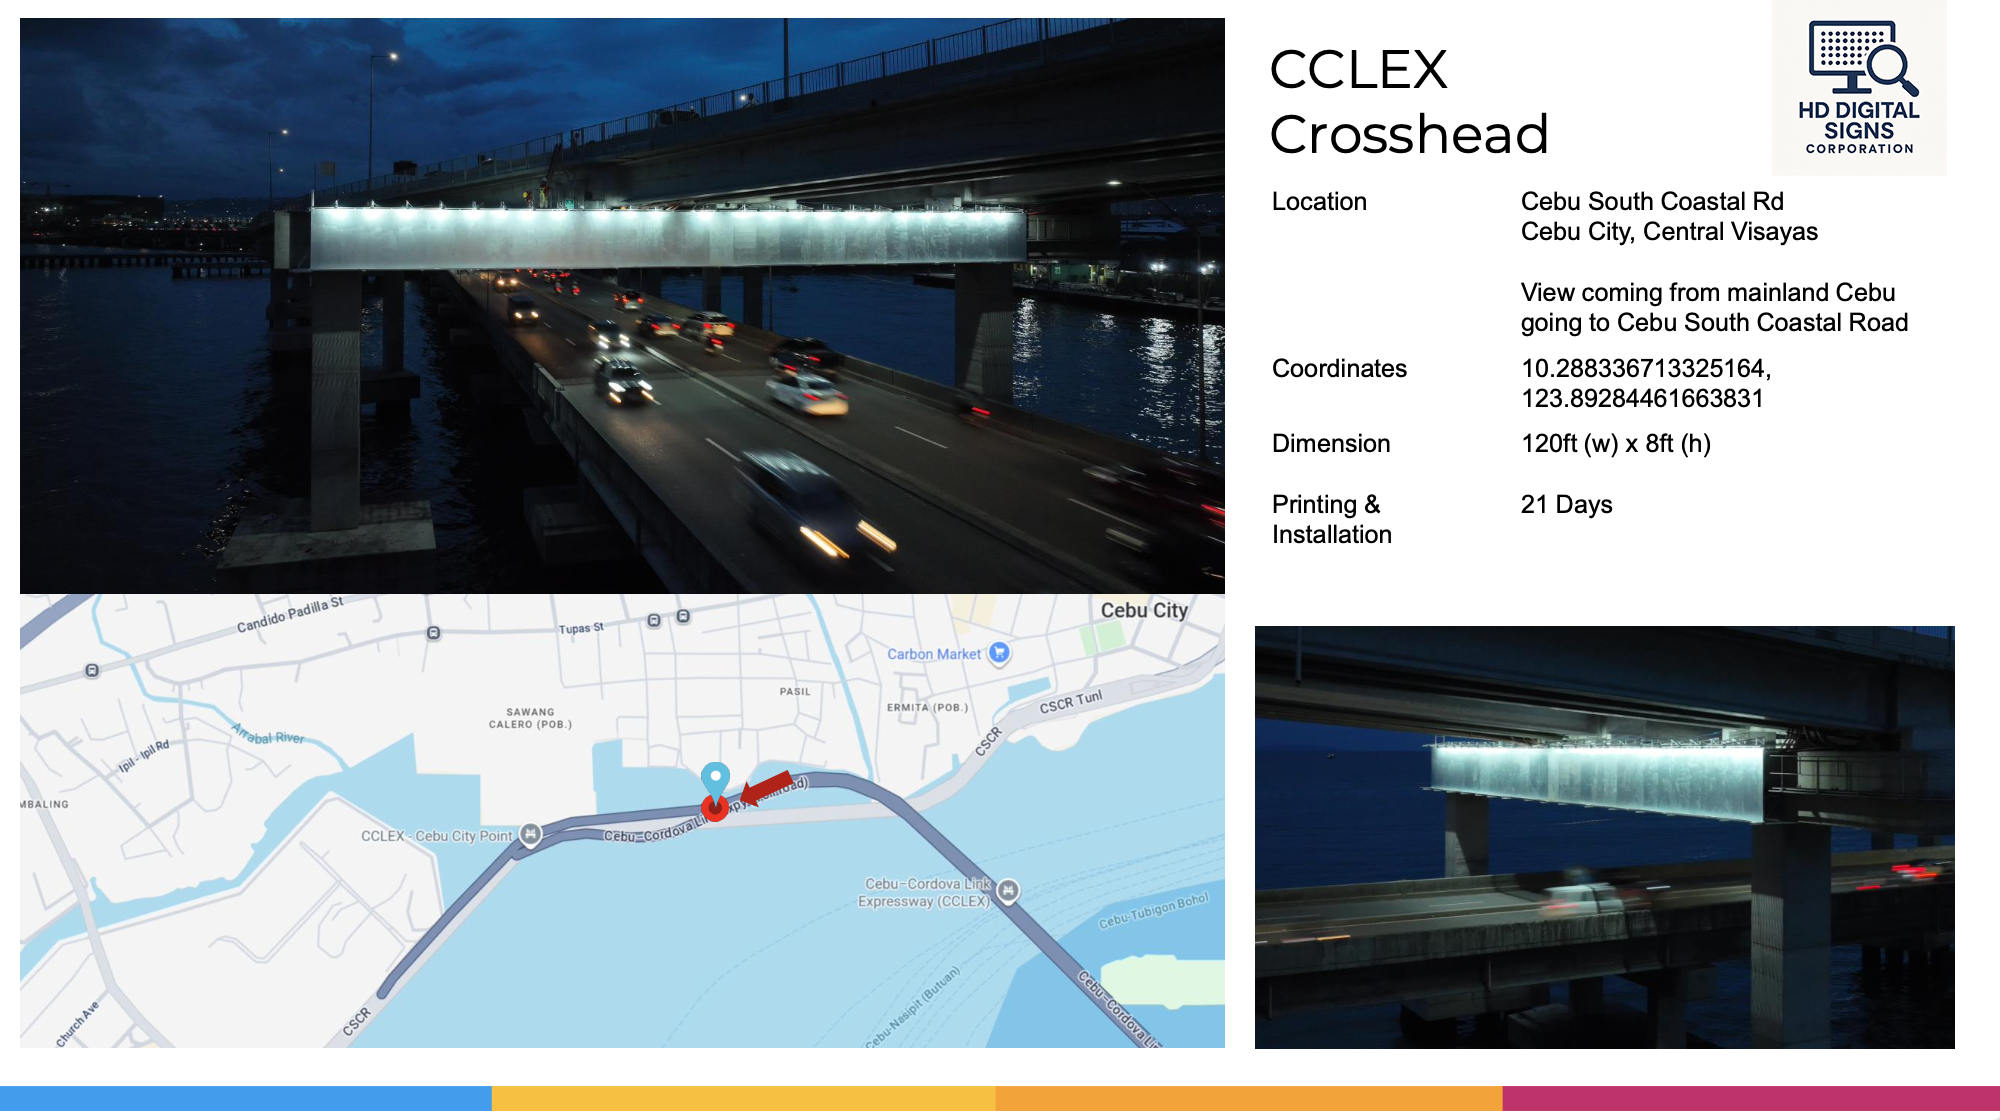 CCLEX
Crosshead
HD DIGITAL
SIGNS
CORPORATION
Location
Cebu South Coastal Rd
Cebu City, Central Visayas
View coming from mainland Cebu
going to Cebu South Coastal Road
Coordinates
10.288336713325164,
123.89284461663831
Dimension
120ft (w) x 8ft (h)
Printing &
Installation
21 Days
Candido Padilla St
Tupas St
Cebu City
Carbon Market
PASIL
ERMITA (POB.)
CSCR Tunl
CSCR
SAWANG
CALERO (POB.)
Arrabal River
Ipil-Ipil Rd
MBALING
CCLEX - Cebu City Point
Cebu–Cordova
Cebu–Cordova Link
Expressway (CCLEX)
Cebu-Tubigon Bohol
Cebu-Nasipit (Butuan)
Cebu–Cordova
CSCR
Church Ave